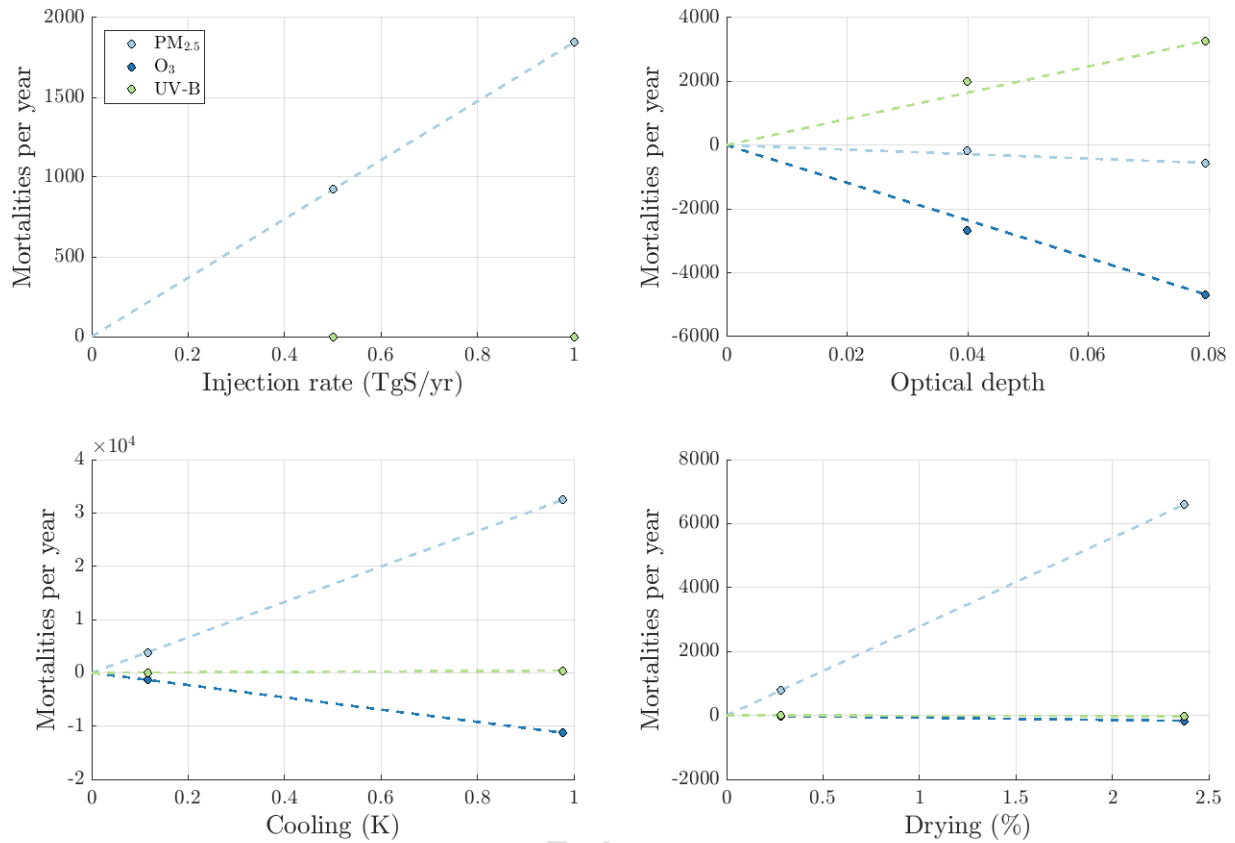 2000
1500
1000
500
0
Mortalities per year
PM2.5
O3
UV-B
0 0.2 0.4 0.6 0.8 1
Injection rate (TgS/yr)
4000
2000
0
-2000
-4000
-6000
Mortalities per year
0 0.02 0.04 0.06 0.08
Optical depth
×10^4
4
3
2
1
0
-1
-2
Mortalities per year
0 0.2 0.4 0.6 0.8 1
Cooling (K)
8000
6000
4000
2000
0
-2000
Mortalities per year
0 0.5 1 1.5 2 2.5
Drying (%)